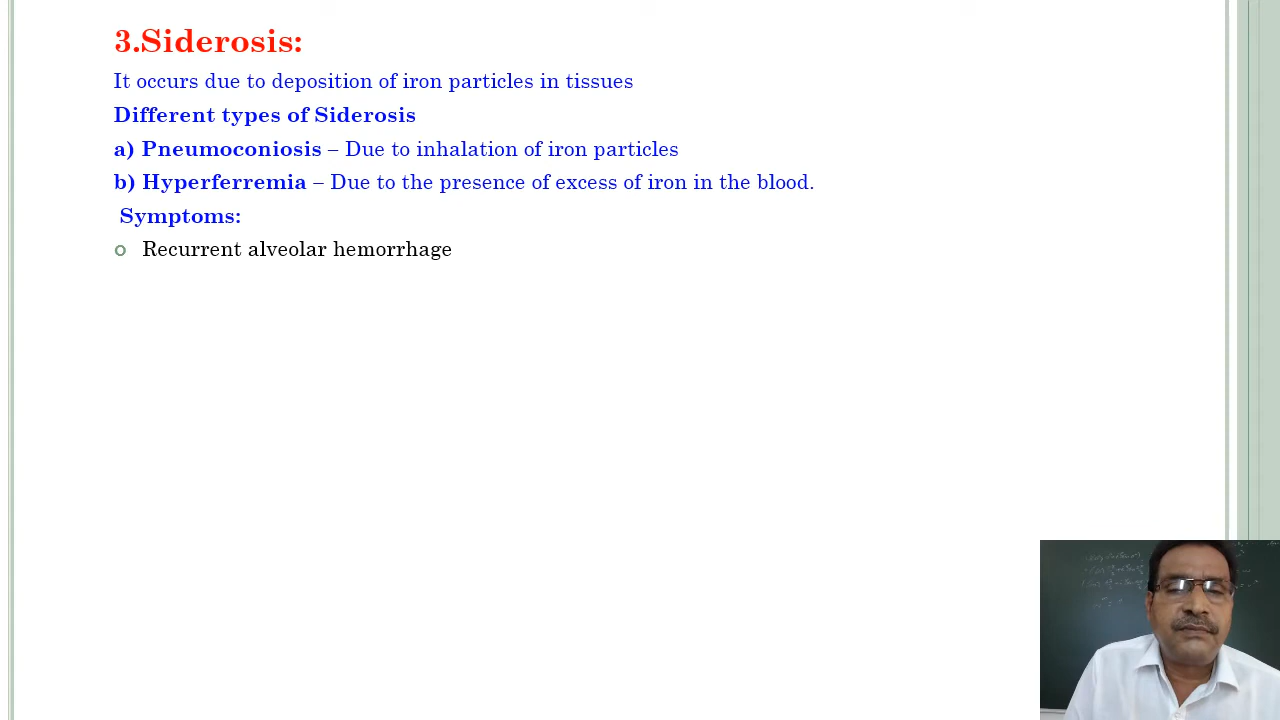 3.Siderosis:
It occurs due to deposition of iron particles in tissues
Different types of Siderosis
a) Pneumoconiosis – Due to inhalation of iron particles
b) Hyperferremia – Due to the presence of excess of iron in the blood.
Symptoms:
Recurrent alveolar hemorrhage